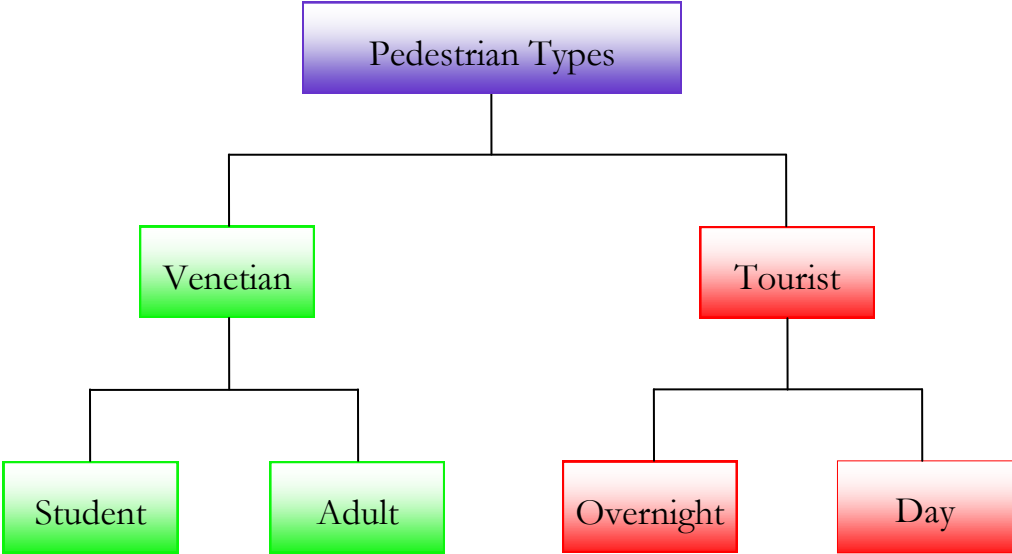 Pedestrian Types
Venetian
Tourist
Student
Adult
Overnight
Day